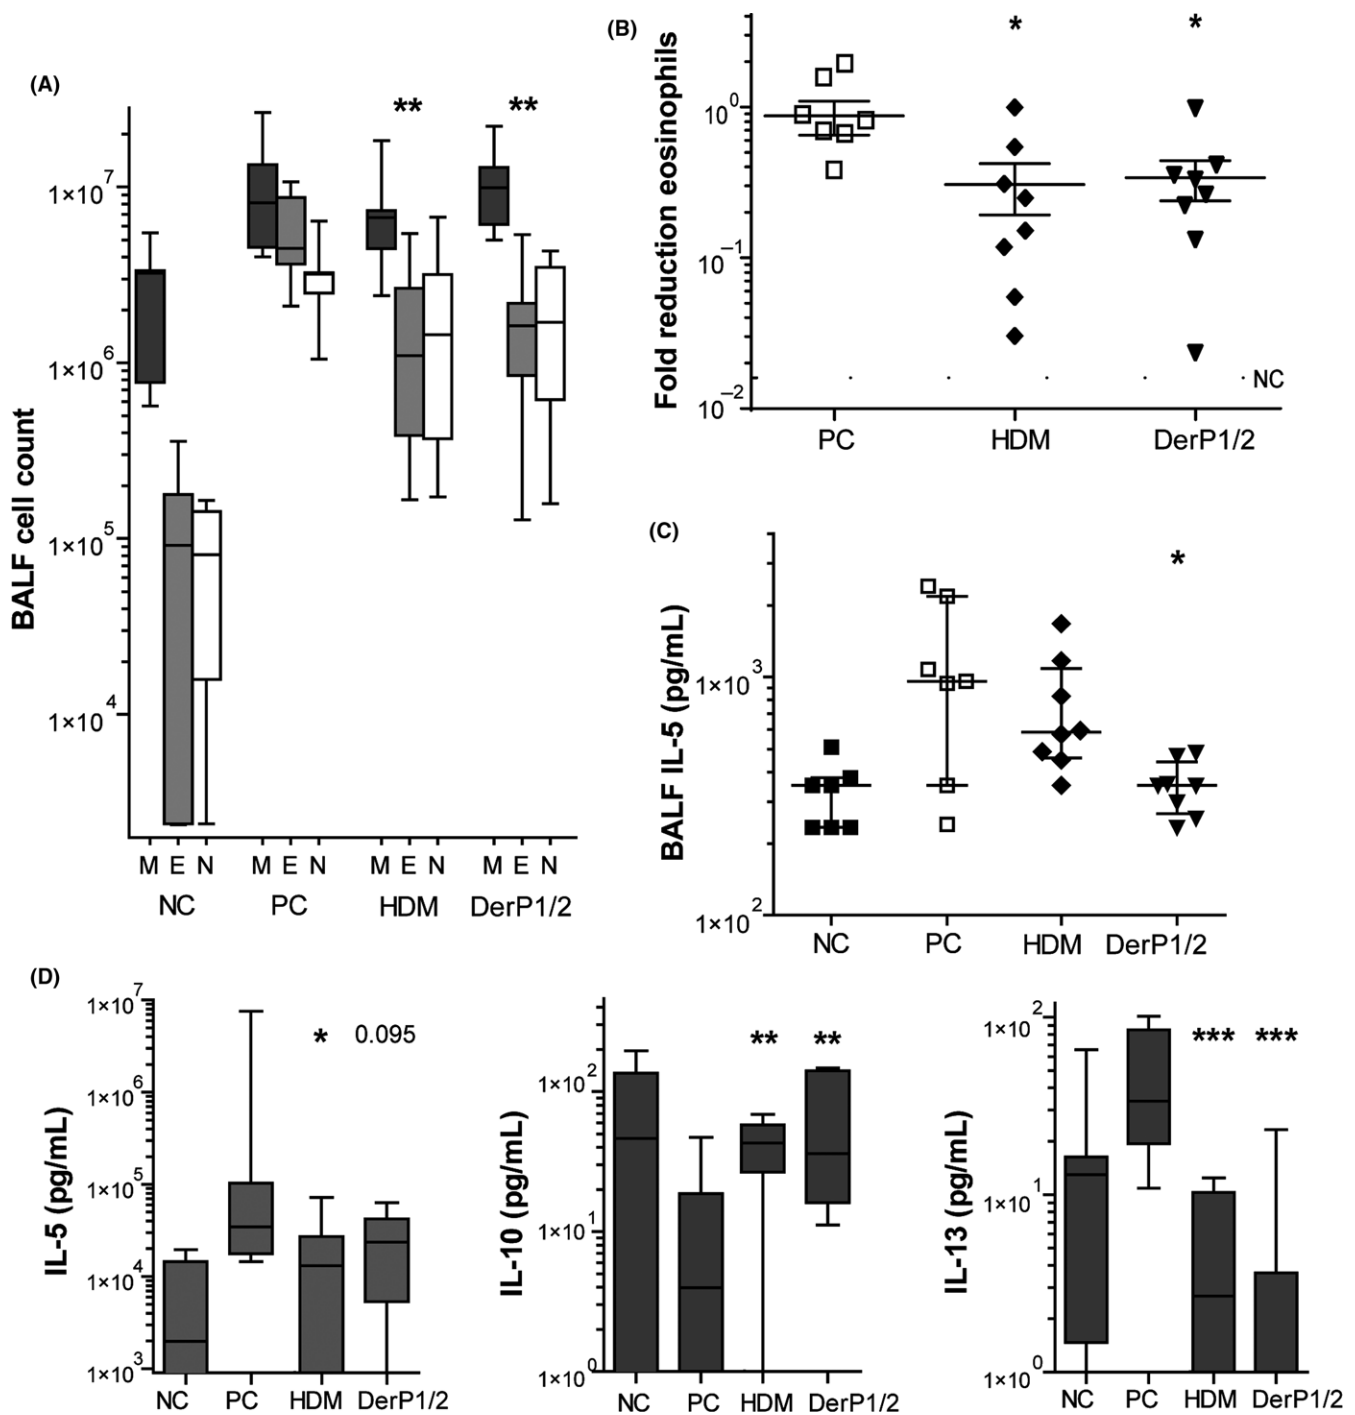 (A)
**
**
1×10⁷
1×10⁶
1×10⁵
1×10⁴
BALF cell count
M E N M E N M E N M E N
NC PC HDM DerP1/2
(B)
*
*
10⁰
10⁻¹
10⁻²
Fold reduction eosinophils
NC
PC HDM DerP1/2
(C)
*
1×10³
1×10²
BALF IL-5 (pg/mL)
NC PC HDM DerP1/2
(D)
1×10⁷
1×10⁶
1×10⁵
1×10⁴
1×10³
IL-5 (pg/mL)
* 0.095
NC PC HDM DerP1/2
1×10²
1×10¹
1×10⁰
IL-10 (pg/mL)
** **
NC PC HDM DerP1/2
1×10²
1×10¹
1×10⁰
IL-13 (pg/mL)
*** ***
NC PC HDM DerP1/2